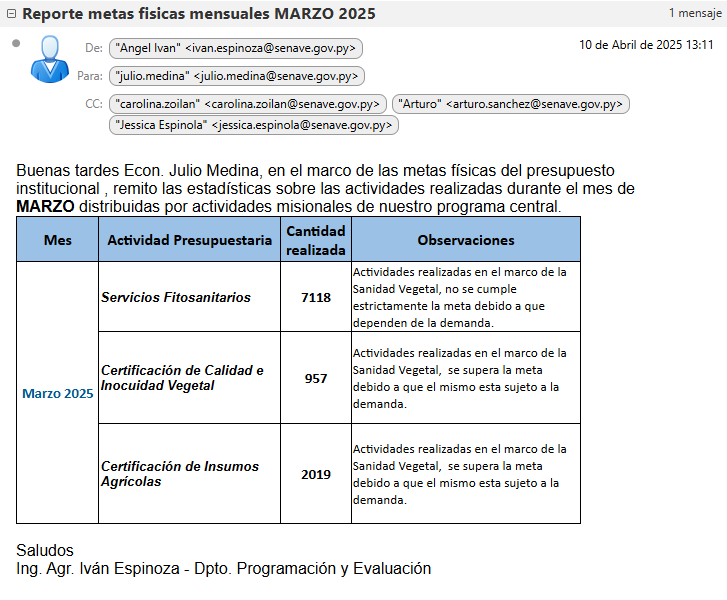 Reporte metas fisicas mensuales MARZO 2025
1 mensaje
De: "Angel Ivan" <ivan.espinoza@senave.gov.py>
10 de Abril de 2025 13:11
Para: "julio.medina" <julio.medina@senave.gov.py>
CC: "carolina.zoilan" <carolina.zoilan@senave.gov.py> "Arturo" <arturo.sanchez@senave.gov.py>
"Jessica Espinola" <jessica.espinola@senave.gov.py>
Buenas tardes Econ. Julio Medina, en el marco de las metas físicas del presupuesto
institucional , remito las estadísticas sobre las actividades realizadas durante el mes de
MARZO distribuidas por actividades misionales de nuestro programa central.
Mes
Actividad Presupuestaria
Cantidad
realizada
Observaciones
Marzo 2025
Servicios Fitosanitarios
7118
Actividades realizadas en el marco de la
Sanidad Vegetal, no se cumple
estrictamente la meta debido a que
dependen de la demanda.
Certificación de Calidad e
Inocuidad Vegetal
957
Actividades realizadas en el marco de la
Sanidad Vegetal, se supera la meta
debido a que el mismo esta sujeto a la
demanda.
Certificación de Insumos
Agrícolas
2019
Actividades realizadas en el marco de la
Sanidad Vegetal, se supera la meta
debido a que el mismo esta sujeto a la
demanda.
Saludos
Ing. Agr. Iván Espinoza - Dpto. Programación y Evaluación